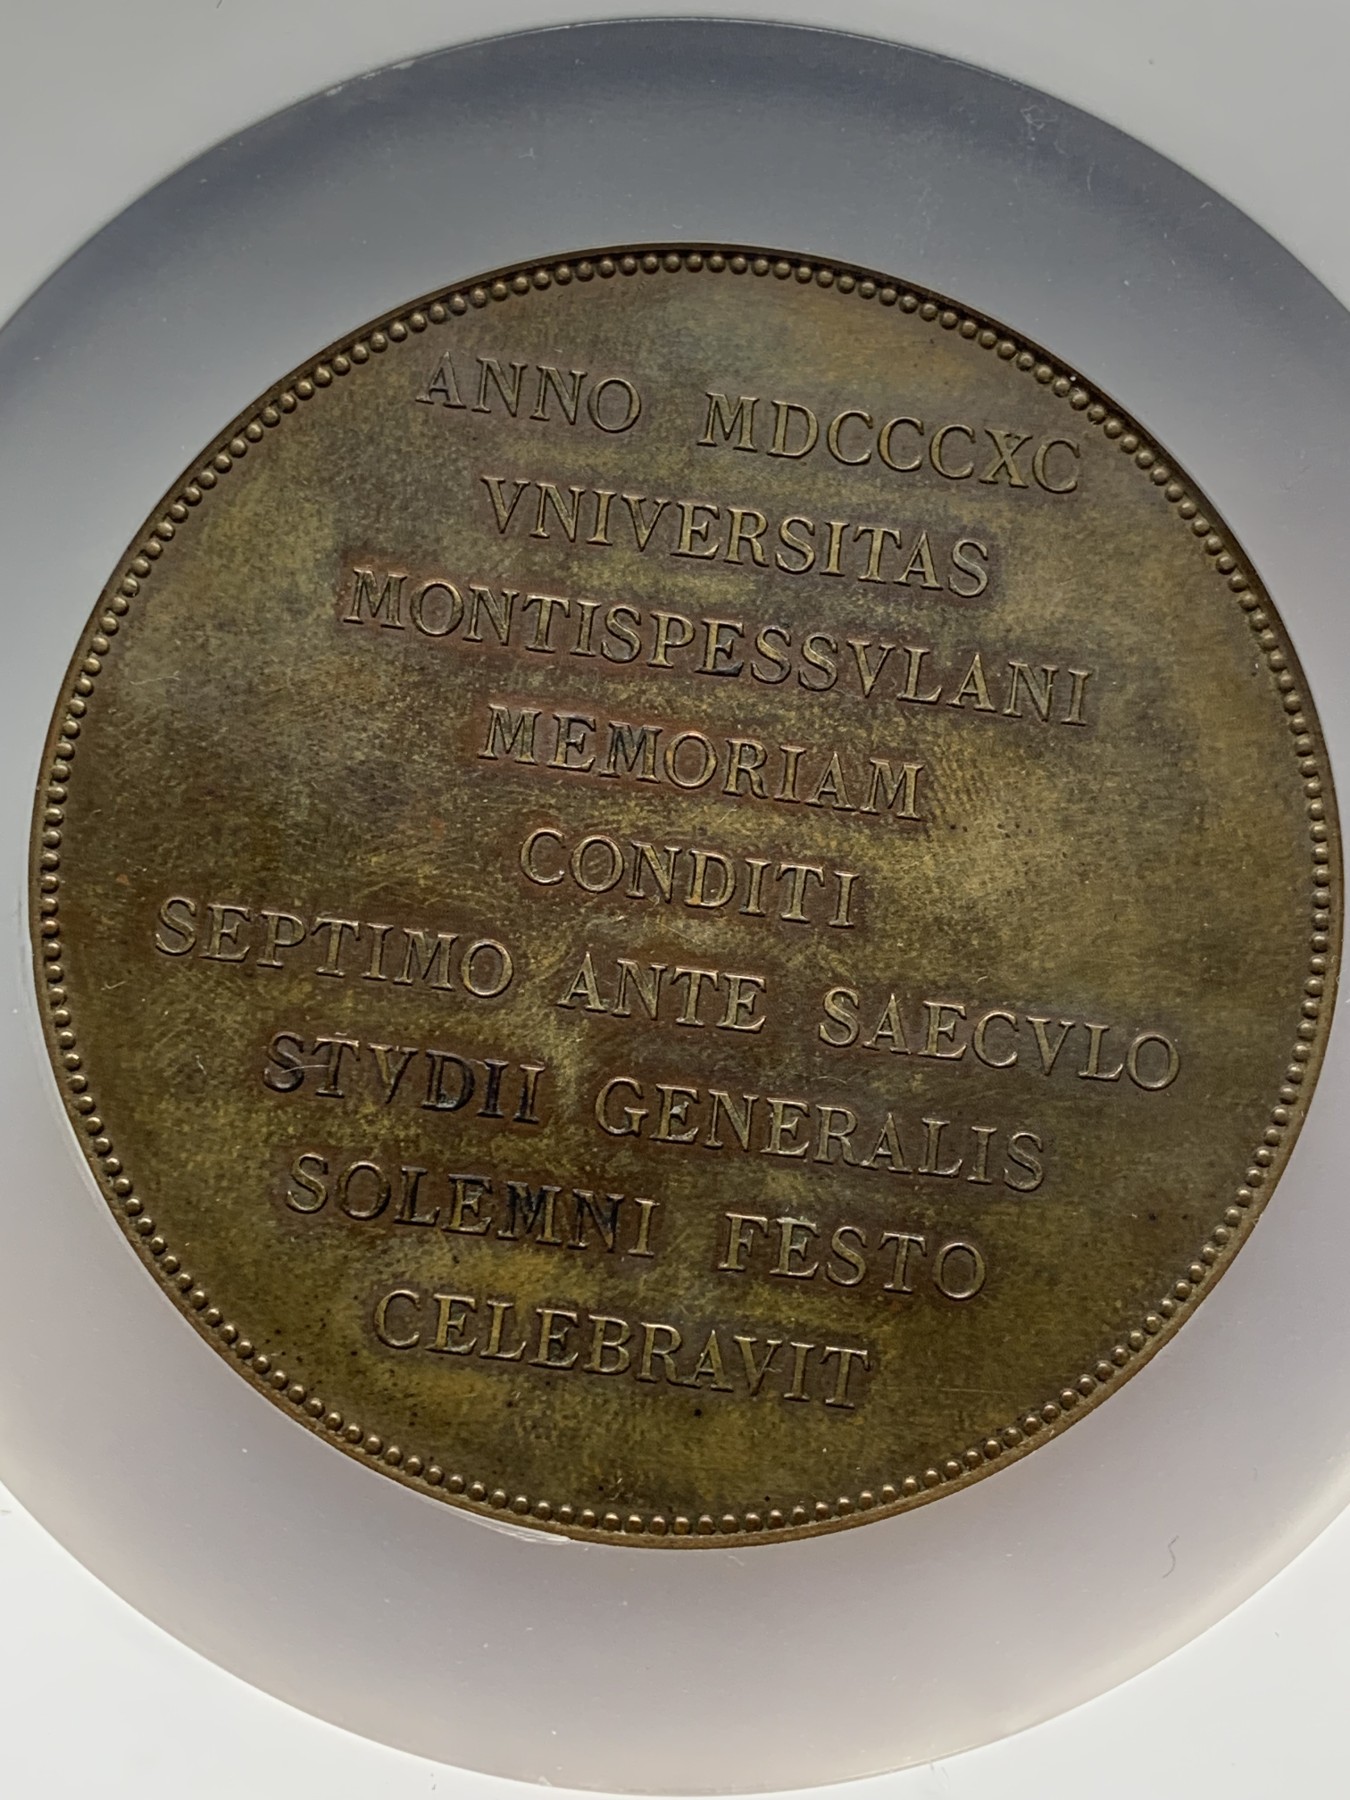 ANNO MDCCCXC
VNIVERSITAS
MONTISPESSVLANI
MEMORIAM
CONDITI
SEPTIMO ANTE SAECVLO
STVDII GENERALIS
SOLEMNI FESTO
CELEBRAVIT